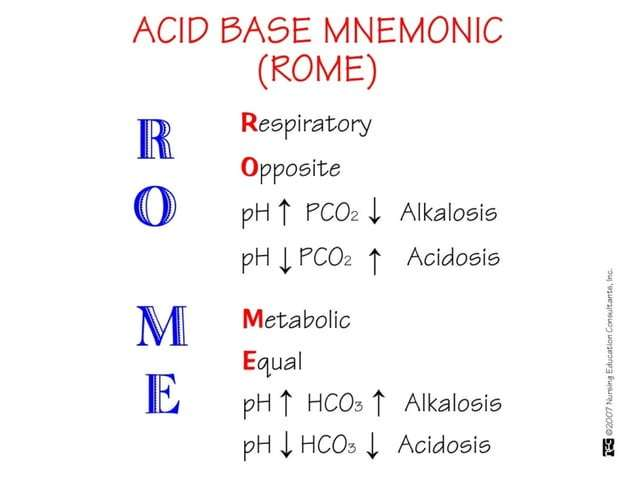 ACID BASE MNEMONIC
(ROME)
R
Respiratory
O
Opposite
pH ↑ PCO₂ ↓ Alkalosis
pH ↓ PCO₂ ↑ Acidosis
M
Metabolic
E
Equal
pH ↑ HCO₃ ↑ Alkalosis
pH ↓ HCO₃ ↓ Acidosis
©2007 Nursing Education Consultants, Inc.